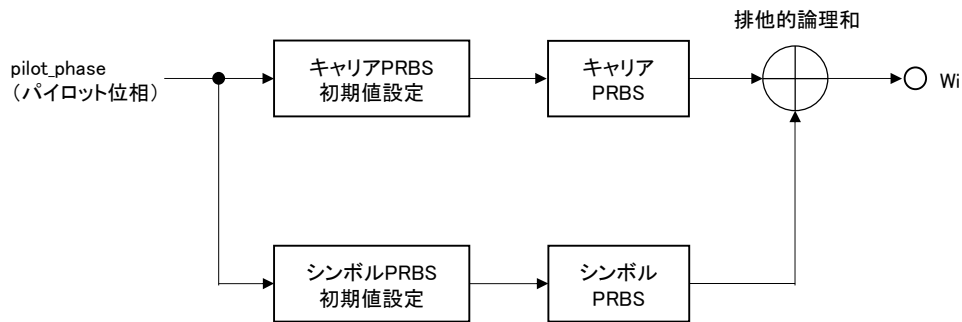 排他的論理和
pilot_phase
（パイロット位相）
キャリアPRBS
初期値設定
キャリア
PRBS
Wi
シンボルPRBS
初期値設定
シンボル
PRBS